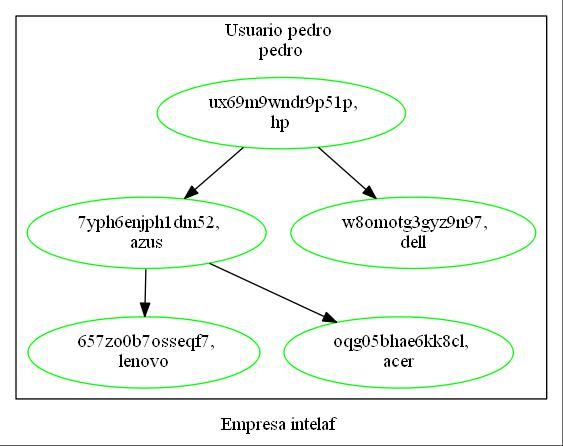 Usuario pedro
pedro
ux69m9wndr9p51p,
hp
7yph6enjph1dm52,
azus
w8omotg3gyz9n97,
dell
657zo0b7osseqf7,
lenovo
oqg05bhae6kk8cl,
acer
Empresa intelaf